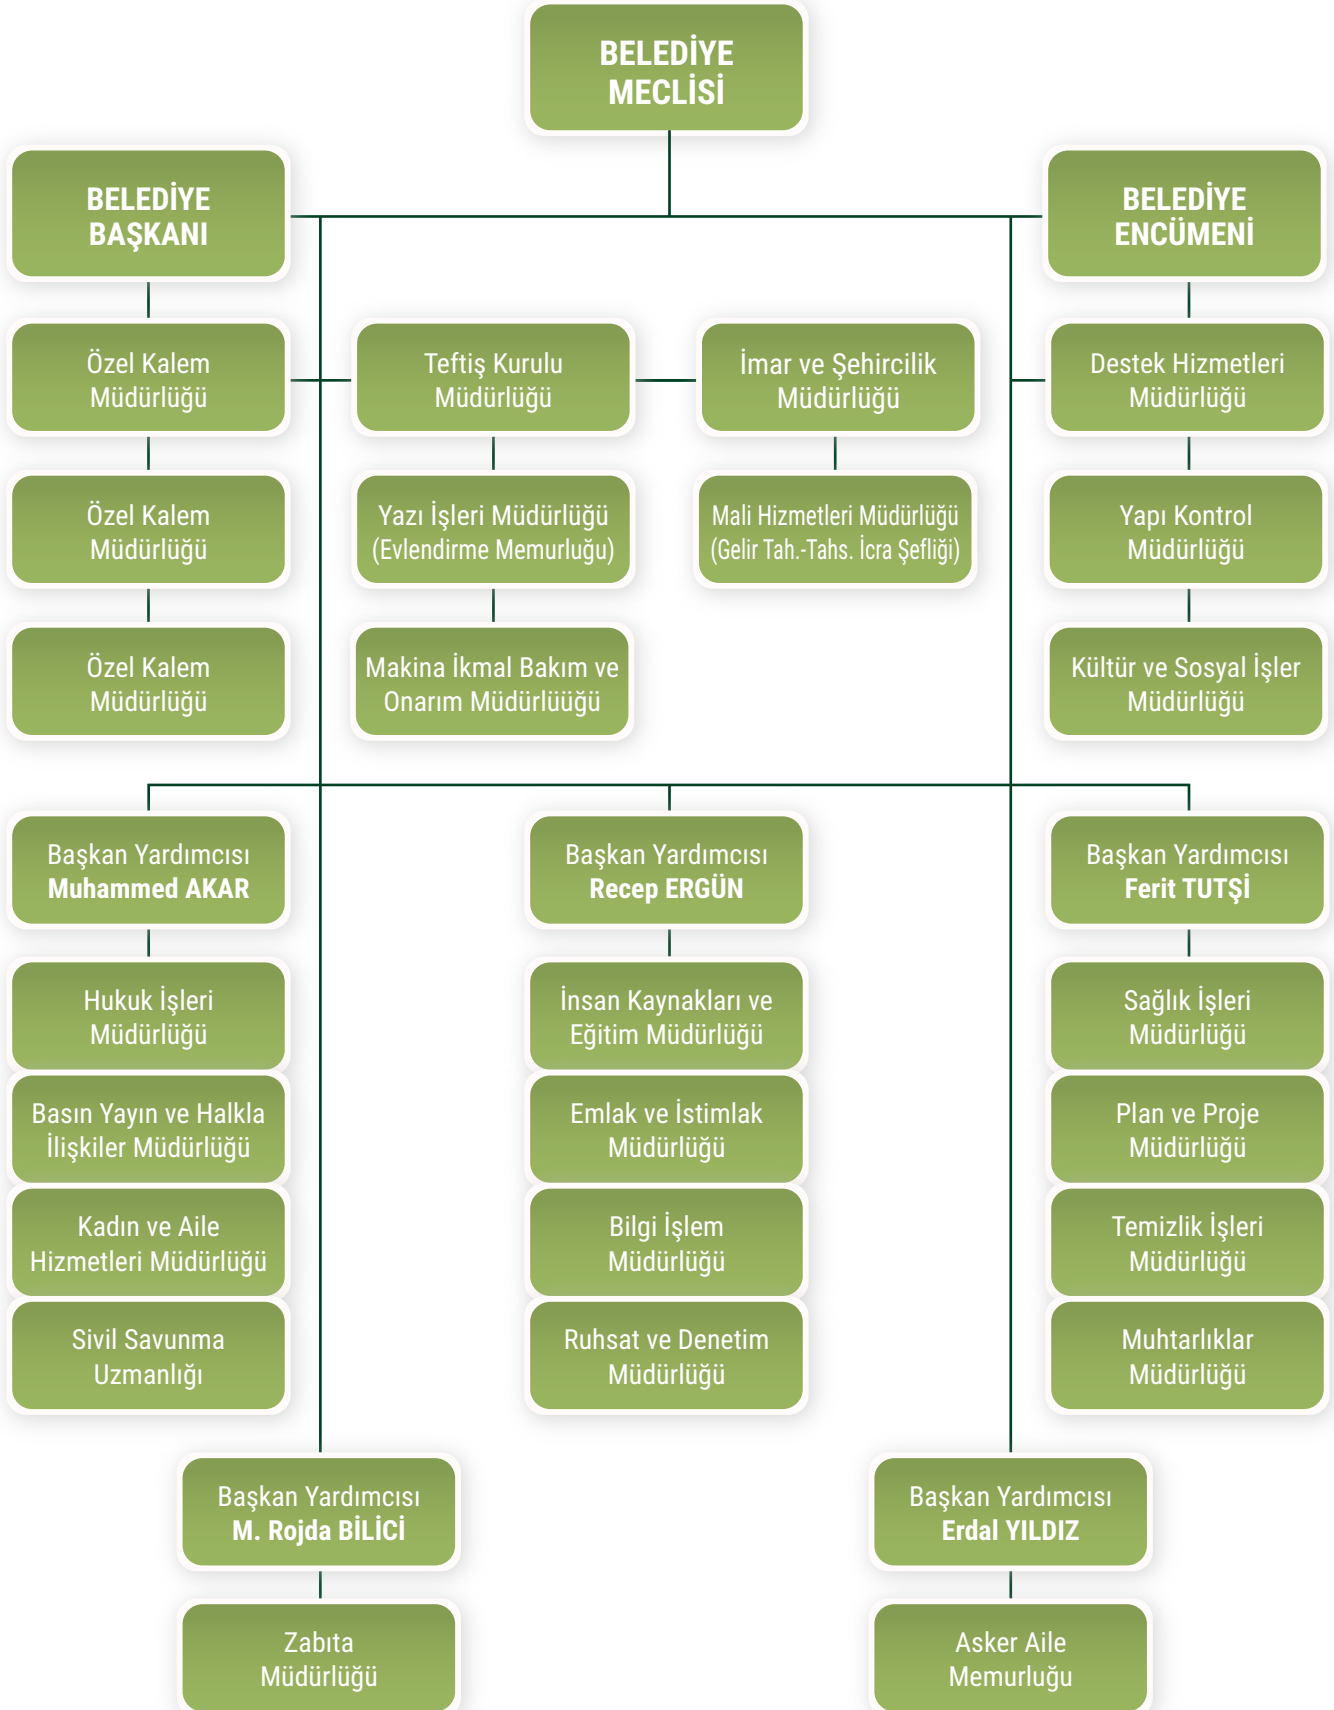 BELEDİYE
MECLİSİ
BELEDİYE
BAŞKANI
BELEDİYE
ENCÜMENİ
Özel Kalem
Müdürlüğü
Teftiş Kurulu
Müdürlüğü
İmar ve Şehircilik
Müdürlüğü
Destek Hizmetleri
Müdürlüğü
Özel Kalem
Müdürlüğü
Yazı İşleri Müdürlüğü
(Evlendirme Memurluğu)
Mali Hizmetleri Müdürlüğü
(Gelir Tah.-Tahs. İcra Şefliği)
Yapı Kontrol
Müdürlüğü
Özel Kalem
Müdürlüğü
Makina İkmal Bakım ve
Onarım Müdürlüüğü
Kültür ve Sosyal İşler
Müdürlüğü
Başkan Yardımcısı
Muhammed AKAR
Başkan Yardımcısı
Recep ERGÜN
Başkan Yardımcısı
Ferit TUTŞİ
Hukuk İşleri
Müdürlüğü
İnsan Kaynakları ve
Eğitim Müdürlüğü
Sağlık İşleri
Müdürlüğü
Basın Yayın ve Halkla
İlişkiler Müdürlüğü
Emlak ve İstimlak
Müdürlüğü
Plan ve Proje
Müdürlüğü
Kadın ve Aile
Hizmetleri Müdürlüğü
Bilgi İşlem
Müdürlüğü
Temizlik İşleri
Müdürlüğü
Sivil Savunma
Uzmanlığı
Ruhsat ve Denetim
Müdürlüğü
Muhtarlıklar
Müdürlüğü
Başkan Yardımcısı
M. Rojda BİLİCİ
Başkan Yardımcısı
Erdal YILDIZ
Zabıta
Müdürlüğü
Asker Aile
Memurluğu